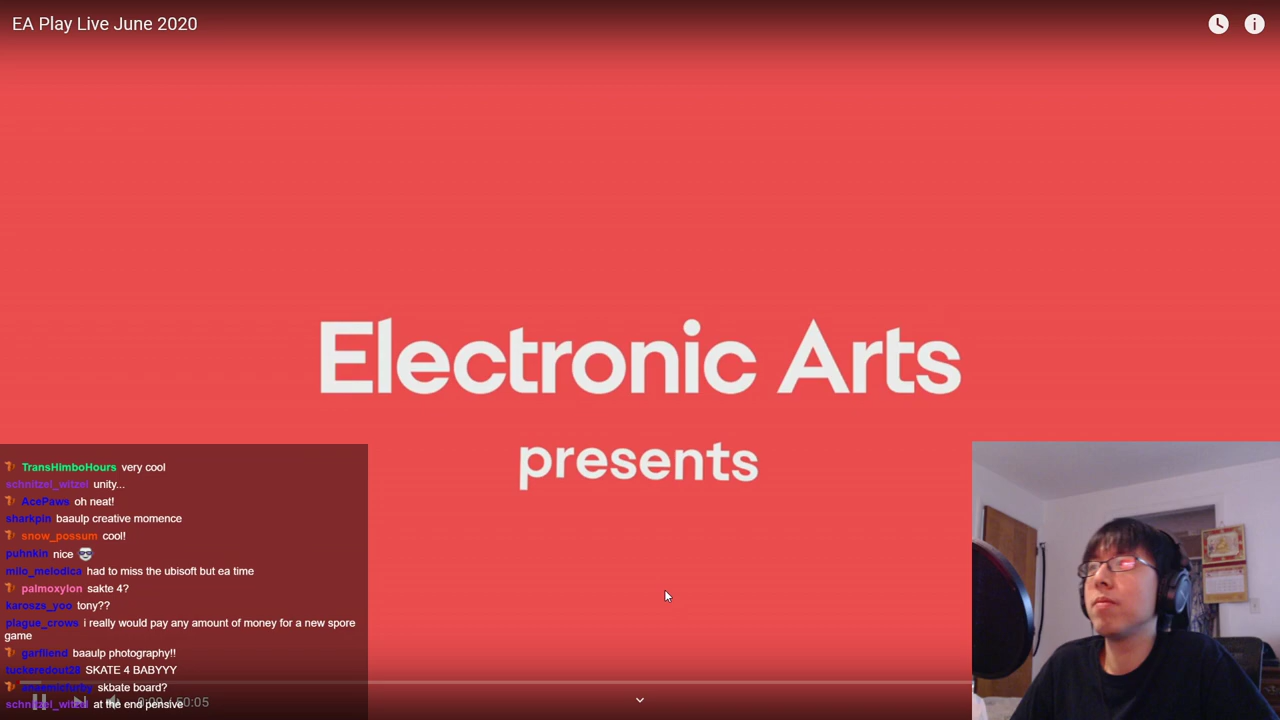 EA Play Live June 2020
Electronic Arts
presents
TransHimboHours very cool
schnitzel_witzel unity...
AcePaws oh neat!
sharkpin baaulp creative momence
snow_possum cool!
puhnkin nice
milo_melodica had to miss the ubisoft but ea time
palmoxylon sakte 4?
karoszs_yoo tony??
plague_crows i really would pay any amount of money for a new spore
game
garfiend baaulp photography!!
tuckeredout28 SKATE 4 BABYYY
skbate board?
schnitzel_witzel at the end pensive